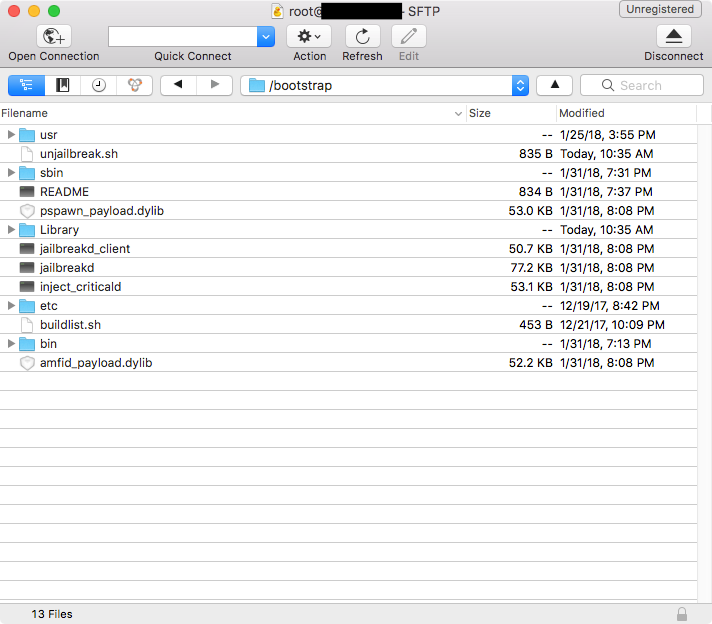 root@ - SFTP
Unregistered
Open Connection Quick Connect Action Refresh Edit Disconnect
/bootstrap Search
Filename Size Modified
usr -- 1/25/18, 3:55 PM
unjailbreak.sh 835 B Today, 10:35 AM
sbin -- 1/31/18, 7:31 PM
README 834 B 1/31/18, 7:37 PM
pspawn_payload.dylib 53.0 KB 1/31/18, 8:08 PM
Library -- Today, 10:35 AM
jailbreakd_client 50.7 KB 1/31/18, 8:08 PM
jailbreakd 77.2 KB 1/31/18, 8:08 PM
inject_criticald 53.1 KB 1/31/18, 8:08 PM
etc -- 12/19/17, 8:42 PM
buildlist.sh 453 B 12/21/17, 10:09 PM
bin -- 1/31/18, 7:13 PM
amfid_payload.dylib 52.2 KB 1/31/18, 8:08 PM
13 Files